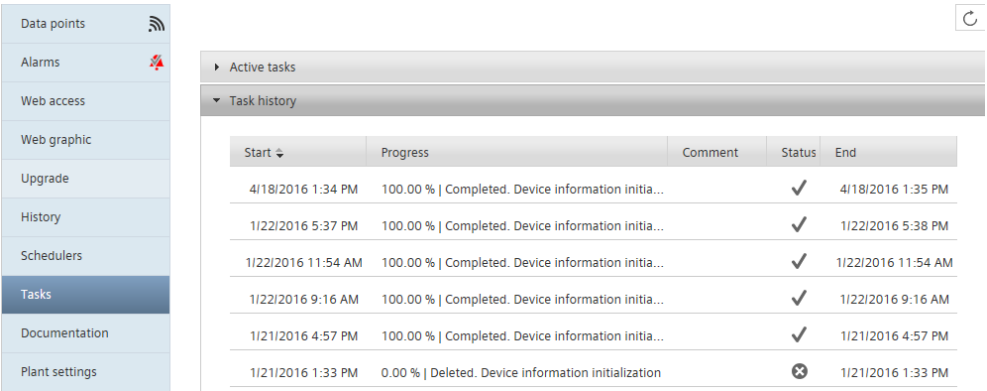 Data points
Alarms
Web access
Web graphic
Upgrade
History
Schedulers
Tasks
Documentation
Plant settings
Active tasks
Task history
Start Progress Comment Status End
4/18/2016 1:34 PM 100.00 % | Completed. Device information initia... 4/18/2016 1:35 PM
1/22/2016 5:37 PM 100.00 % | Completed. Device information initia... 1/22/2016 5:38 PM
1/22/2016 11:54 AM 100.00 % | Completed. Device information initia... 1/22/2016 11:54 AM
1/22/2016 9:16 AM 100.00 % | Completed. Device information initia... 1/22/2016 9:16 AM
1/21/2016 4:57 PM 100.00 % | Completed. Device information initia... 1/21/2016 4:57 PM
1/21/2016 1:33 PM 0.00 % | Deleted. Device information initialization 1/21/2016 1:33 PM